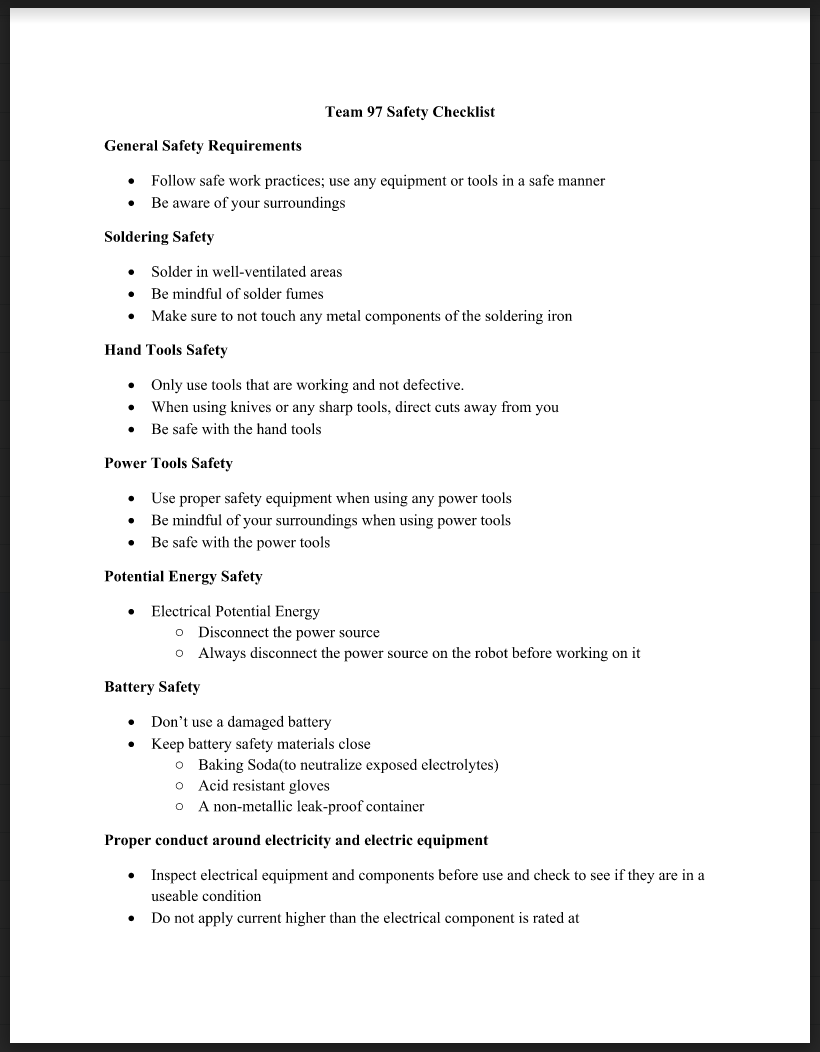 Team 97 Safety Checklist
General Safety Requirements
• Follow safe work practices; use any equipment or tools in a safe manner
• Be aware of your surroundings
Soldering Safety
• Solder in well-ventilated areas
• Be mindful of solder fumes
• Make sure to not touch any metal components of the soldering iron
Hand Tools Safety
• Only use tools that are working and not defective.
• When using knives or any sharp tools, direct cuts away from you
• Be safe with the hand tools
Power Tools Safety
• Use proper safety equipment when using any power tools
• Be mindful of your surroundings when using power tools
• Be safe with the power tools
Potential Energy Safety
• Electrical Potential Energy
○ Disconnect the power source
○ Always disconnect the power source on the robot before working on it
Battery Safety
• Don’t use a damaged battery
• Keep battery safety materials close
○ Baking Soda(to neutralize exposed electrolytes)
○ Acid resistant gloves
○ A non-metallic leak-proof container
Proper conduct around electricity and electric equipment
• Inspect electrical equipment and components before use and check to see if they are in a
useable condition
• Do not apply current higher than the electrical component is rated at